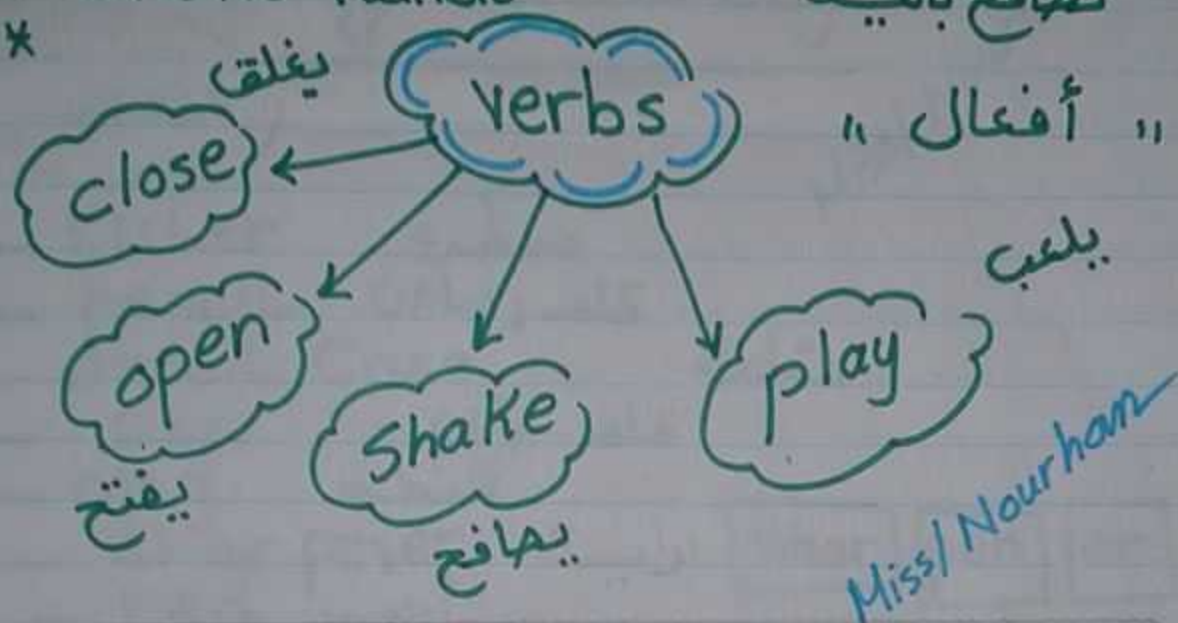 *
verbs
" أفعال "
يغلق
close
open
يفتح
Shake
يصافح
play
يلعب
Miss/ Nourhan